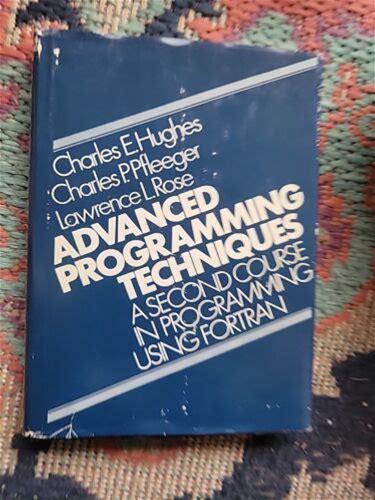 Charles E. Hughes
Charles P. Pfleeger
Lawrence L. Rose
ADVANCED
PROGRAMMING
TECHNIQUES
A SECOND COURSE
IN PROGRAMMING
USING FORTRAN